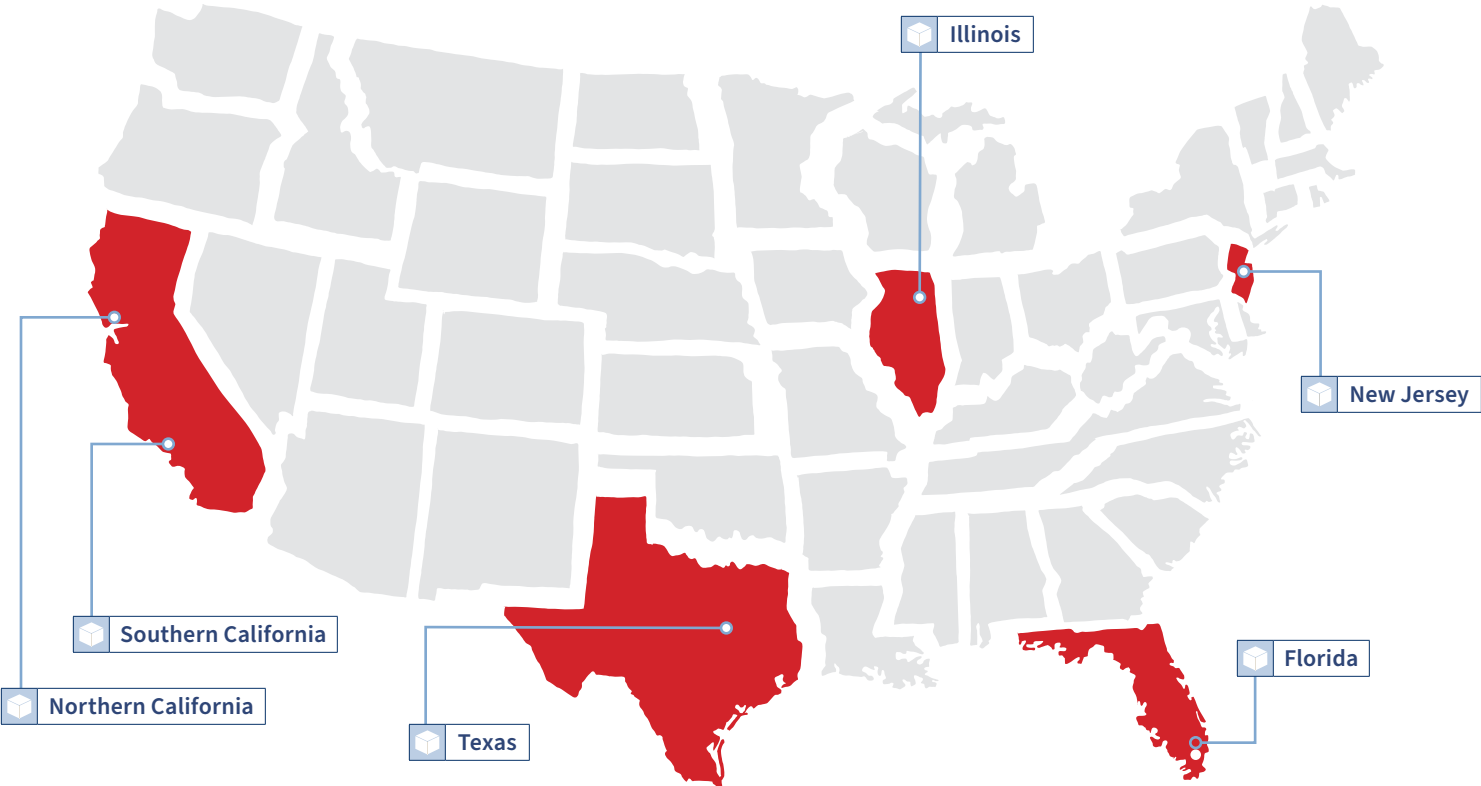 Illinois
New Jersey
Southern California
Florida
Northern California
Texas